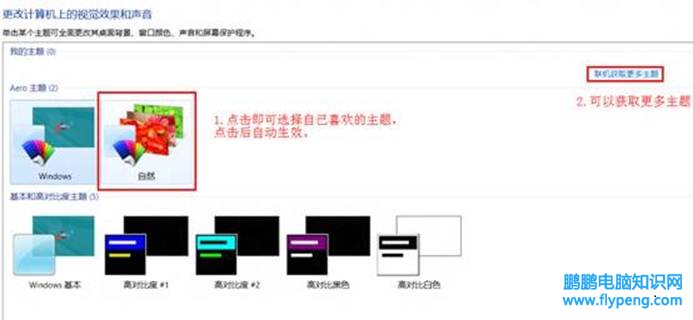 更改计算机上的视觉效果和声音
单击某个主题可全面更改其桌面背景、窗口颜色、声音和屏幕保护程序。
我的主题 (0)
联机获取更多主题
Aero 主题 (2)
1.点击即可选择自己喜欢的主题,
点击后自动生效。
2.可以获取更多主题
Windows
自然
基本和高对比度主题 (5)
Windows 基本
高对比度 #1
高对比度 #2
高对比黑色
高对比白色
鹏鹏电脑知识网
www.flypeng.com